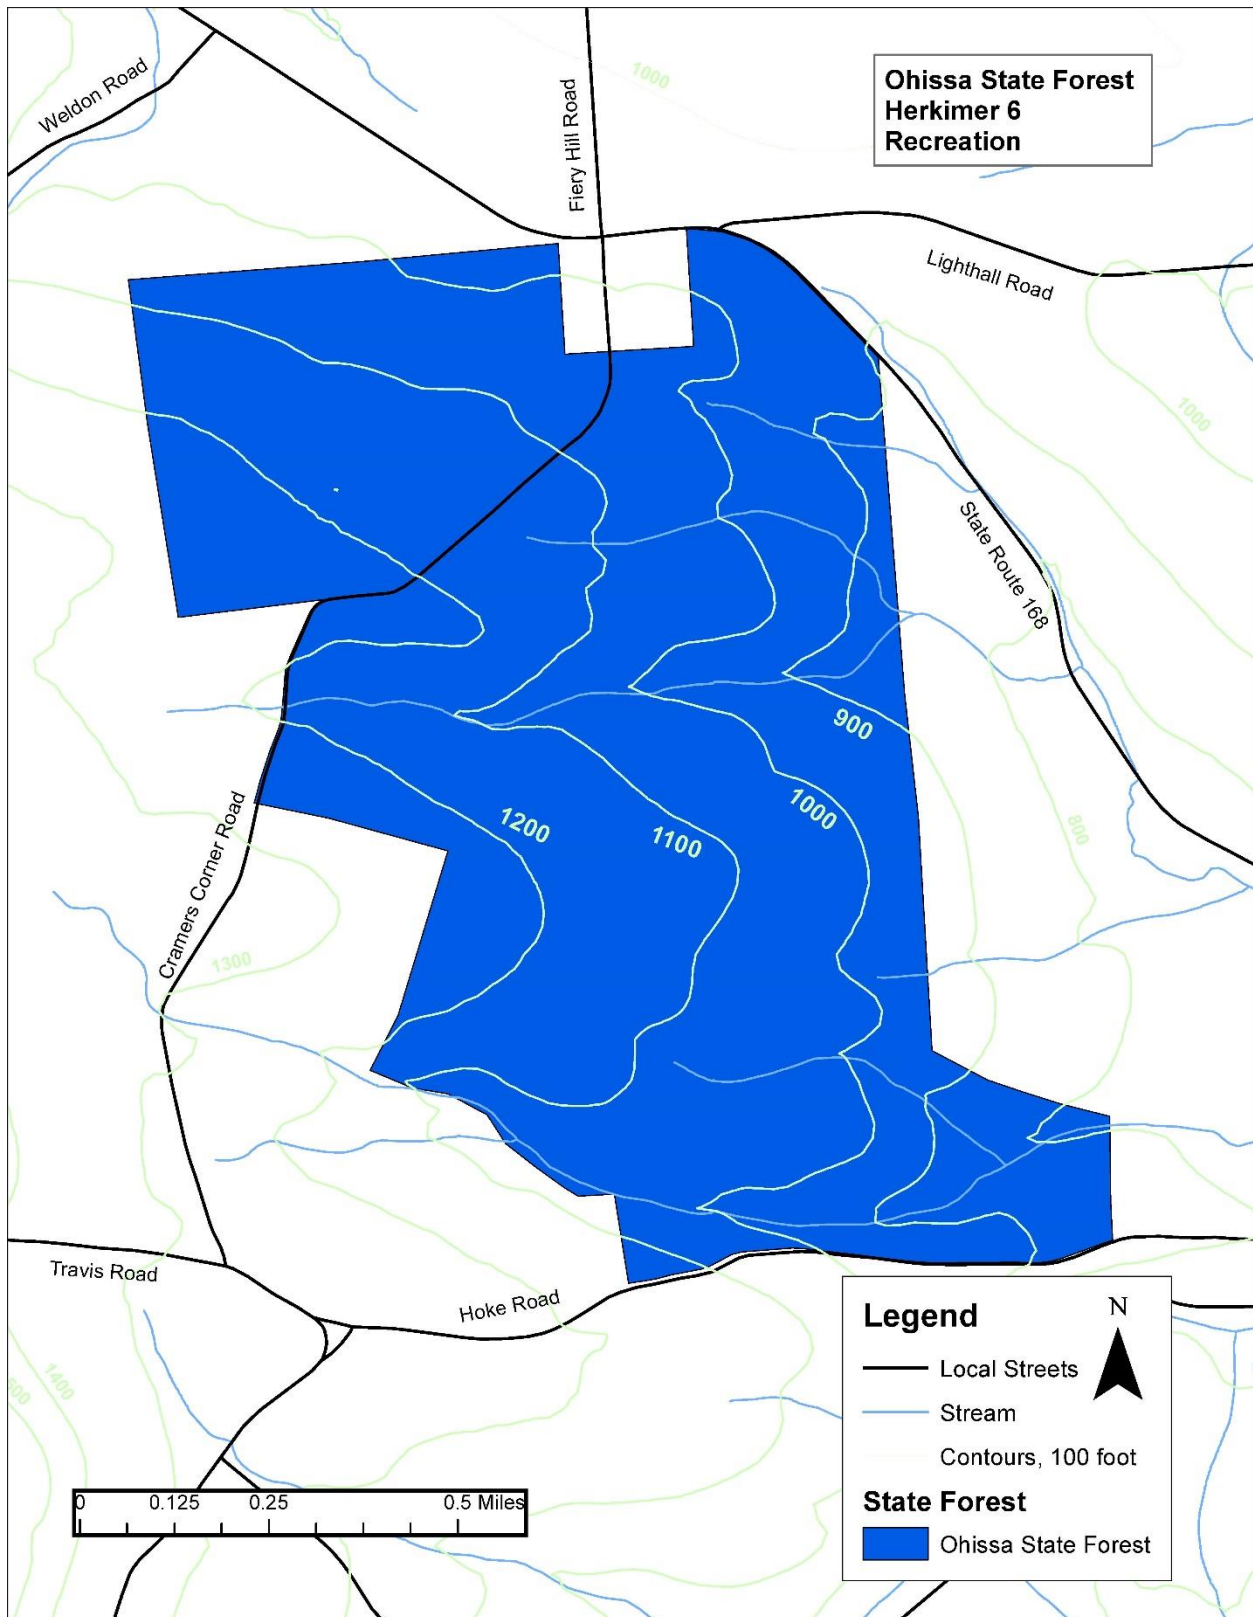 Ohissa State Forest
Herkimer 6
Recreation
Weldon Road
Fiery Hill Road
1000
Lighthall Road
1000
State Route 168
900
1000
800
1200
1100
Cramers Corner Road
1300
Travis Road
Hoke Road
1400
Legend
N
Local Streets
Stream
Contours, 100 foot
State Forest
Ohissa State Forest
0 0.125 0.25 0.5 Miles